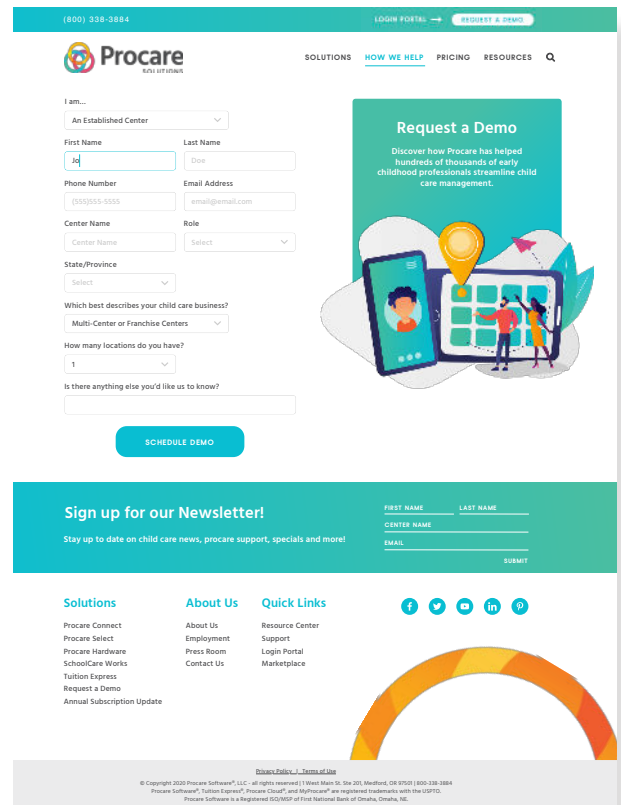 (800) 338-3884
LOGIN PORTAL
REQUEST A DEMO
Procare
SOLUTIONS
SOLUTIONS HOW WE HELP PRICING RESOURCES
I am...
An Established Center
First Name Last Name
Jo Doe
Phone Number Email Address
(555)555-5555 email@email.com
Center Name Role
Center Name Select
State/Province
Select
Which best describes your child care business?
Multi-Center or Franchise Centers
How many locations do you have?
1
Is there anything else you'd like us to know?
SCHEDULE DEMO
Request a Demo
Discover how Procare has helped
hundreds of thousands of early
childhood professionals streamline child
care management.
Sign up for our Newsletter!
Stay up to date on child care news, procare support, specials and more!
FIRST NAME LAST NAME
CENTER NAME
EMAIL
SUBMIT
Solutions
Procare Connect
Procare Select
Procare Hardware
SchoolCare Works
Tuition Express
Request a Demo
Annual Subscription Update
About Us
About Us
Employment
Press Room
Contact Us
Quick Links
Resource Center
Support
Login Portal
Marketplace
Privacy Policy | Terms of Use
© Copyright 2020 Procare Software®, LLC - all rights reserved | 1 West Main St. Ste 201, Medford, OR 97501 | 800-338-3884
Procare Software®, Tuition Express®, Procare Cloud®, and MyProcare® are registered trademarks with the USPTO.
Procare Software is a Registered ISO/MSP of First National Bank of Omaha, Omaha, NE.